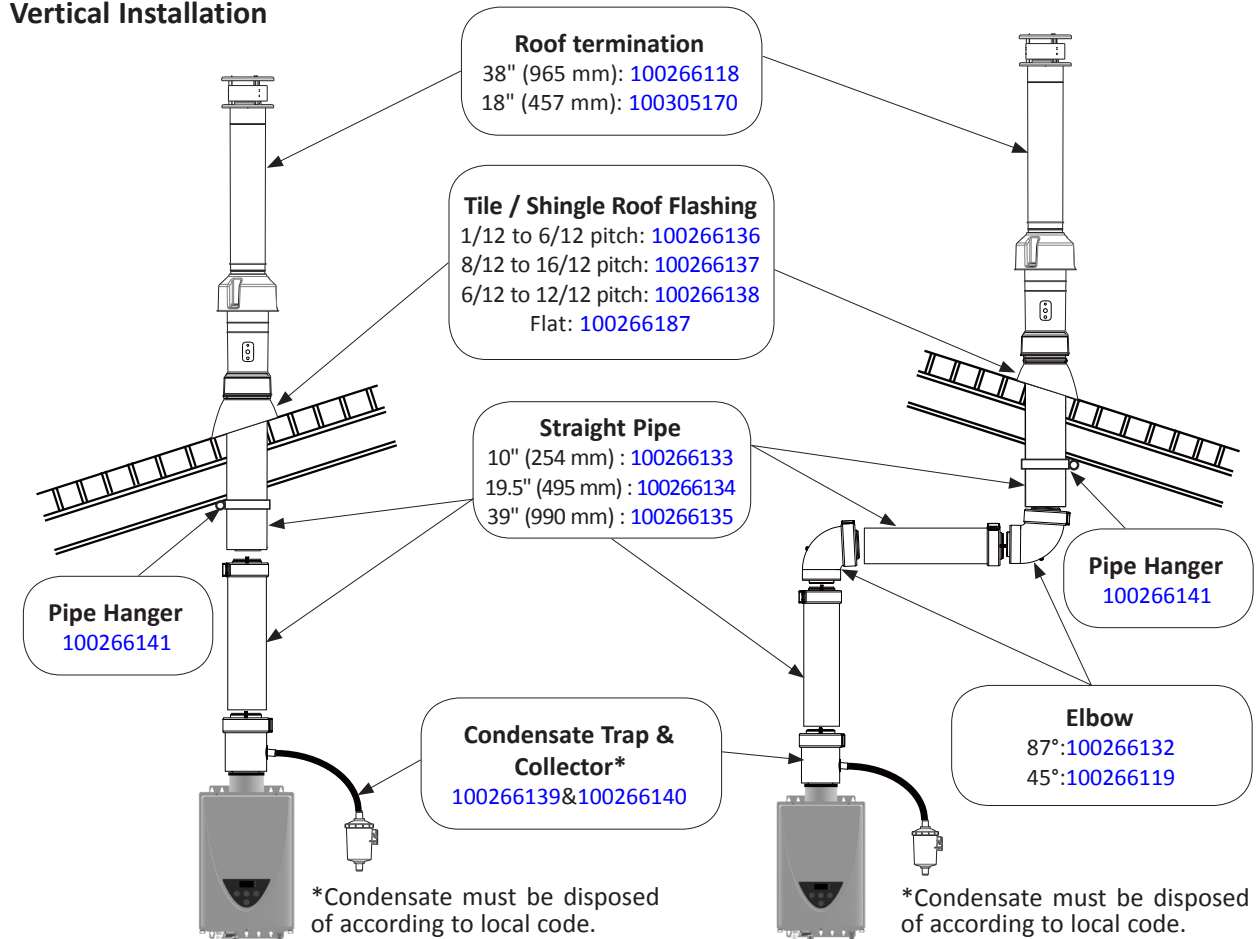 Vertical Installation
Roof termination
38" (965 mm): 100266118
18" (457 mm): 100305170
Tile / Shingle Roof Flashing
1/12 to 6/12 pitch: 100266136
8/12 to 16/12 pitch: 100266137
6/12 to 12/12 pitch: 100266138
Flat: 100266187
Straight Pipe
10" (254 mm) : 100266133
19.5" (495 mm) : 100266134
39" (990 mm) : 100266135
Pipe Hanger
100266141
Pipe Hanger
100266141
Condensate Trap &
Collector*
100266139&100266140
Elbow
87°:100266132
45°:100266119
*Condensate must be disposed
of according to local code.
*Condensate must be disposed
of according to local code.